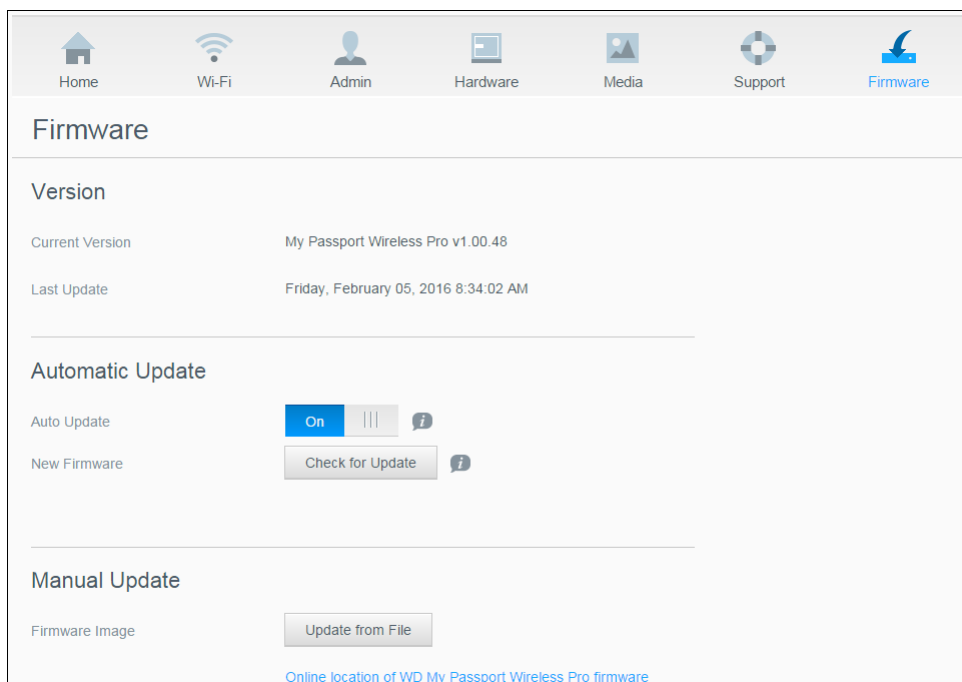 Home Wi-Fi Admin Hardware Media Support Firmware
Firmware
Version
Current Version My Passport Wireless Pro v1.00.48
Last Update Friday, February 05, 2016 8:34:02 AM
Automatic Update
Auto Update On
New Firmware Check for Update
Manual Update
Firmware Image Update from File
Online location of WD My Passport Wireless Pro firmware